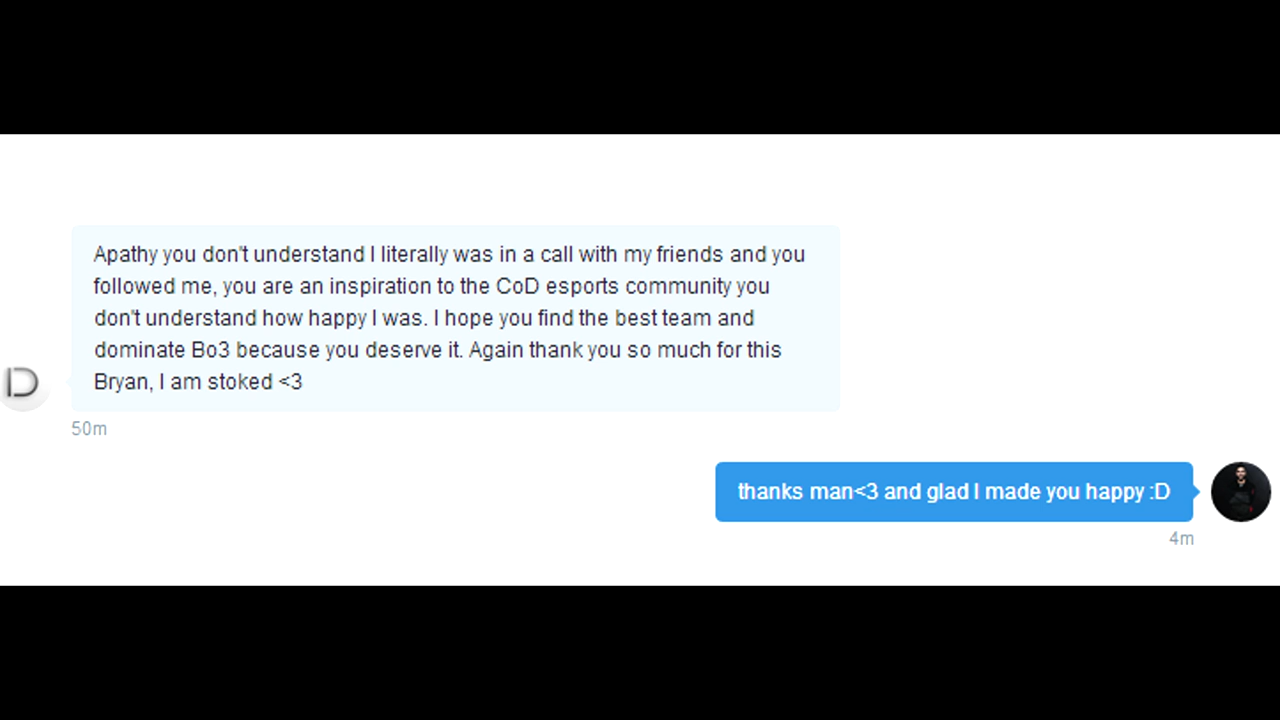 Apathy you don't understand I literally was in a call with my friends and you
followed me, you are an inspiration to the CoD esports community you
don't understand how happy I was. I hope you find the best team and
dominate Bo3 because you deserve it. Again thank you so much for this
Bryan, I am stoked <3
50m
thanks man<3 and glad I made you happy :D
4m